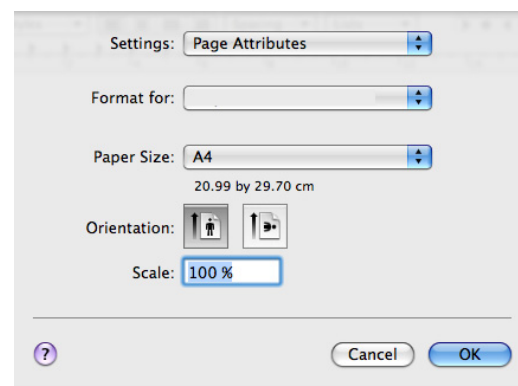 Settings: Page Attributes
Format for:
Paper Size: A4
20.99 by 29.70 cm
Orientation:
Scale: 100 %
? Cancel OK